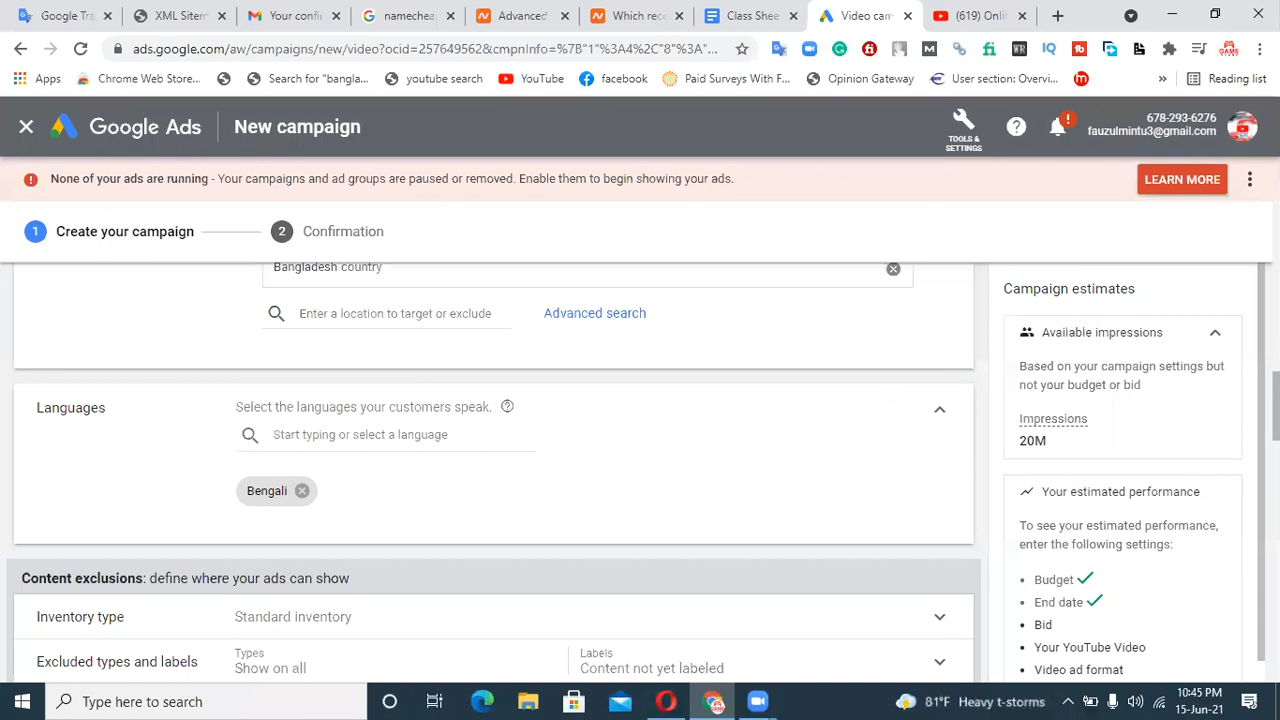 Google Tra
XML Sitem
Your confi
namechea
Advanced
Which rec
Class Shee
Video cam
(619) Onli
ads.google.com/aw/campaigns/new/video?ocid=257649562&cmpnInfo=%7B"1"%3A4%2C"8"%3A"...
Apps
Chrome Web Store...
Search for "bangla...
youtube search
YouTube
facebook
Paid Surveys With F...
Opinion Gateway
User section: Overvi...
»
Reading list
Google Ads
New campaign
TOOLS & SETTINGS
678-293-6276
fauzulmintu3@gmail.com
None of your ads are running - Your campaigns and ad groups are paused or removed. Enable them to begin showing your ads.
LEARN MORE
1 Create your campaign
2 Confirmation
Bangladesh country
Enter a location to target or exclude
Advanced search
Languages
Select the languages your customers speak.
Start typing or select a language
Bengali
Content exclusions: define where your ads can show
Inventory type
Standard inventory
Excluded types and labels
Types
Show on all
Labels
Content not yet labeled
Campaign estimates
Available impressions
Based on your campaign settings but
not your budget or bid
Impressions
20M
Your estimated performance
To see your estimated performance,
enter the following settings:
• Budget
• End date
• Bid
• Your YouTube Video
• Video ad format
Type here to search
81°F Heavy t-storms
10:45 PM
15-Jun-21